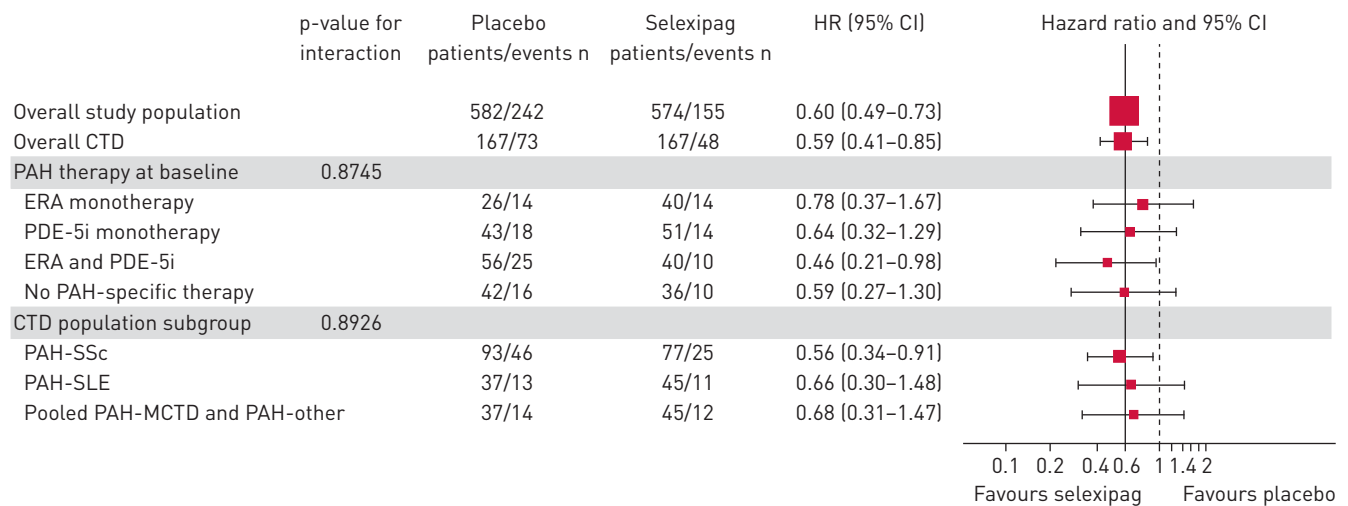 p-value for interaction Placebo patients/events n Selexipag patients/events n HR (95% CI) Hazard ratio and 95% CI
Overall study population 582/242 574/155 0.60 (0.49–0.73)
Overall CTD 167/73 167/48 0.59 (0.41–0.85)
PAH therapy at baseline 0.8745
ERA monotherapy 26/14 40/14 0.78 (0.37–1.67)
PDE-5i monotherapy 43/18 51/14 0.64 (0.32–1.29)
ERA and PDE-5i 56/25 40/10 0.46 (0.21–0.98)
No PAH-specific therapy 42/16 36/10 0.59 (0.27–1.30)
CTD population subgroup 0.8926
PAH-SSc 93/46 77/25 0.56 (0.34–0.91)
PAH-SLE 37/13 45/11 0.66 (0.30–1.48)
Pooled PAH-MCTD and PAH-other 37/14 45/12 0.68 (0.31–1.47)
0.1 0.2 0.4 0.6 1 1.4 2
Favours selexipag Favours placebo